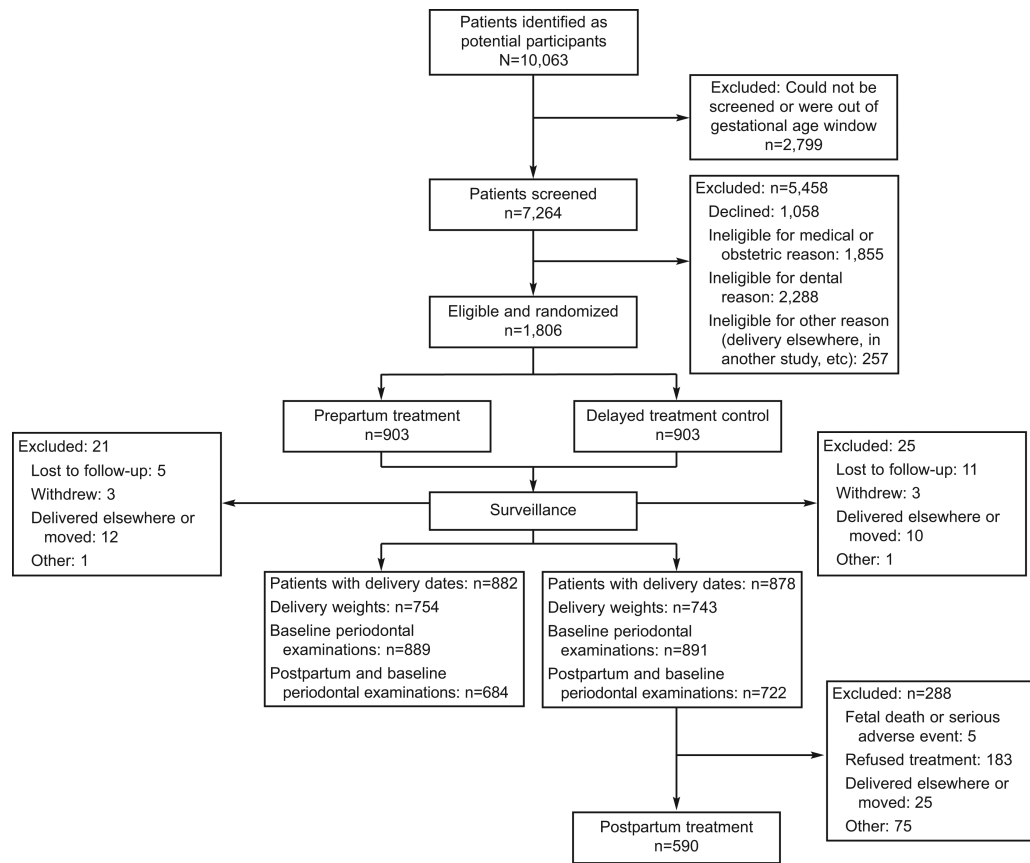 Patients identified as
potential participants
N=10,063
Excluded: Could not be
screened or were out of
gestational age window
n=2,799
Patients screened
n=7,264
Excluded: n=5,458
Declined: 1,058
Ineligible for medical or
obstetric reason: 1,855
Ineligible for dental
reason: 2,288
Ineligible for other reason
(delivery elsewhere, in
another study, etc): 257
Eligible and randomized
n=1,806
Prepartum treatment
n=903
Delayed treatment control
n=903
Excluded: 21
Lost to follow-up: 5
Withdrew: 3
Delivered elsewhere or
moved: 12
Other: 1
Surveillance
Excluded: 25
Lost to follow-up: 11
Withdrew: 3
Delivered elsewhere or
moved: 10
Other: 1
Patients with delivery dates: n=882
Delivery weights: n=754
Baseline periodontal
examinations: n=889
Postpartum and baseline
periodontal examinations: n=684
Patients with delivery dates: n=878
Delivery weights: n=743
Baseline periodontal
examinations: n=891
Postpartum and baseline
periodontal examinations: n=722
Excluded: n=288
Fetal death or serious
adverse event: 5
Refused treatment: 183
Delivered elsewhere or
moved: 25
Other: 75
Postpartum treatment
n=590